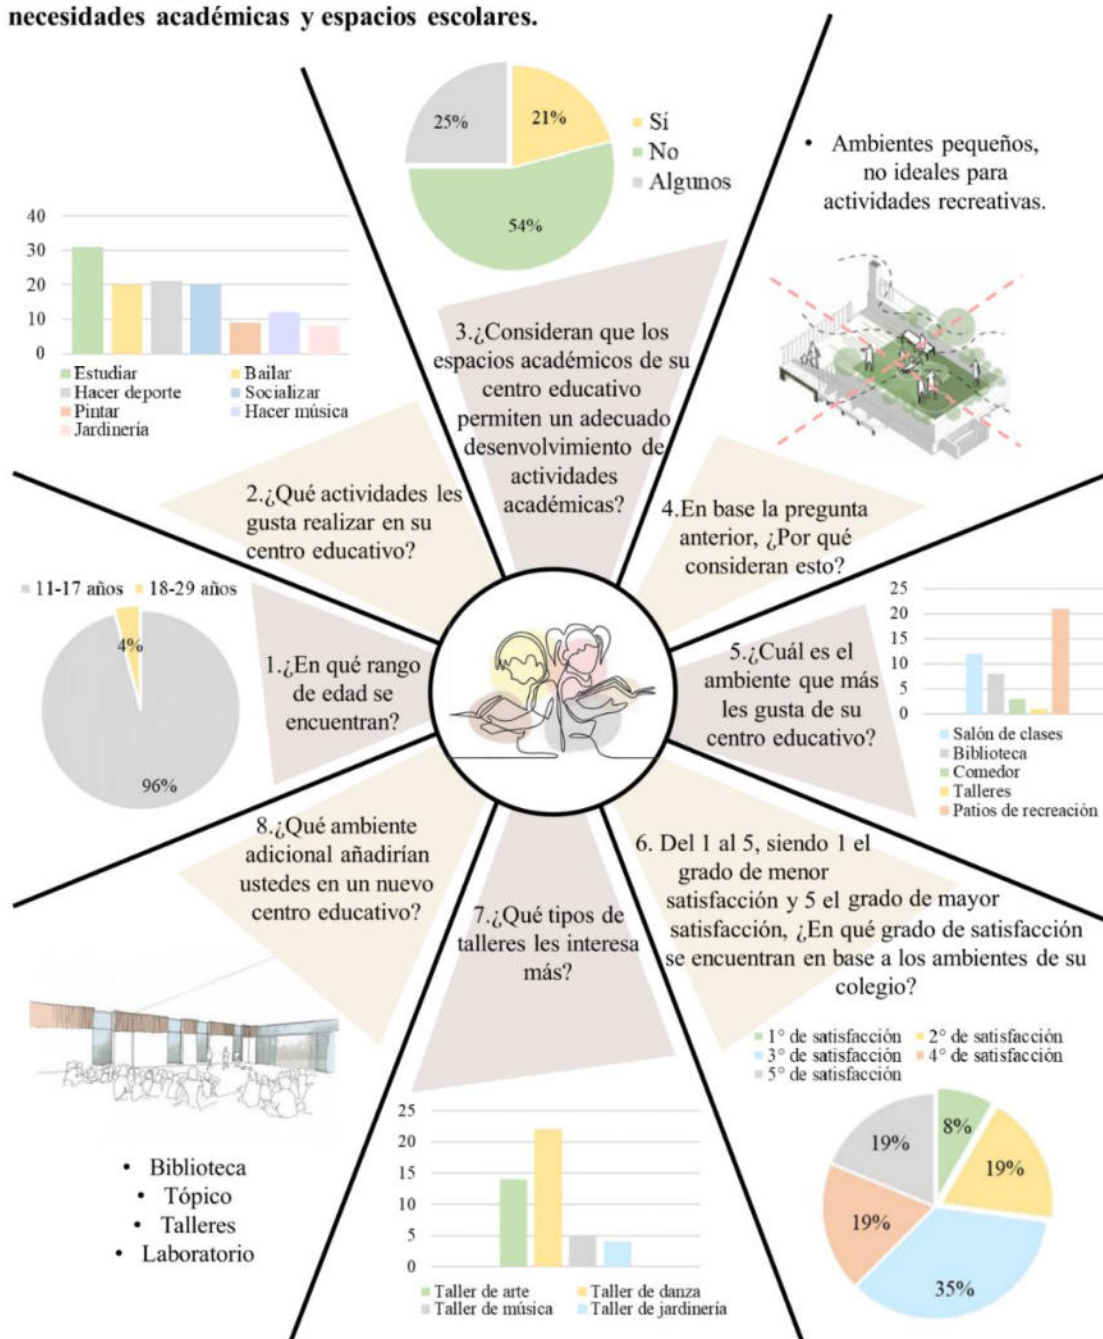 necesidades académicas y espacios escolares.
25%
21%
54%
Sí
No
Algunos
• Ambientes pequeños,
no ideales para
actividades recreativas.
40
30
20
10
0
Estudiar
Bailar
Hacer deporte
Socializar
Pintar
Hacer música
Jardinería
3.¿Consideran que los
espacios académicos de su
centro educativo
permiten un adecuado
desenvolvimiento de
actividades
académicas?
2.¿Qué actividades les
gusta realizar en su
centro educativo?
4.En base la pregunta
anterior, ¿Por qué
consideran esto?
11-17 años
18-29 años
4%
96%
1.¿En qué rango
de edad se
encuentran?
5.¿Cuál es el
ambiente que más
les gusta de su
centro educativo?
25
20
15
10
5
0
Salón de clases
Biblioteca
Comedor
Talleres
Patios de recreación
8.¿Qué ambiente
adicional añadirían
ustedes en un nuevo
centro educativo?
6. Del 1 al 5, siendo 1 el
grado de menor
satisfacción y 5 el grado de mayor
satisfacción, ¿En qué grado de satisfacción
se encuentran en base a los ambientes de su
colegio?
7.¿Qué tipos de
talleres les interesa
más?
1° de satisfacción
2° de satisfacción
3° de satisfacción
4° de satisfacción
5° de satisfacción
8%
19%
35%
19%
19%
• Biblioteca
• Tópico
• Talleres
• Laboratorio
25
20
15
10
5
0
Taller de arte
Taller de danza
Taller de música
Taller de jardinería